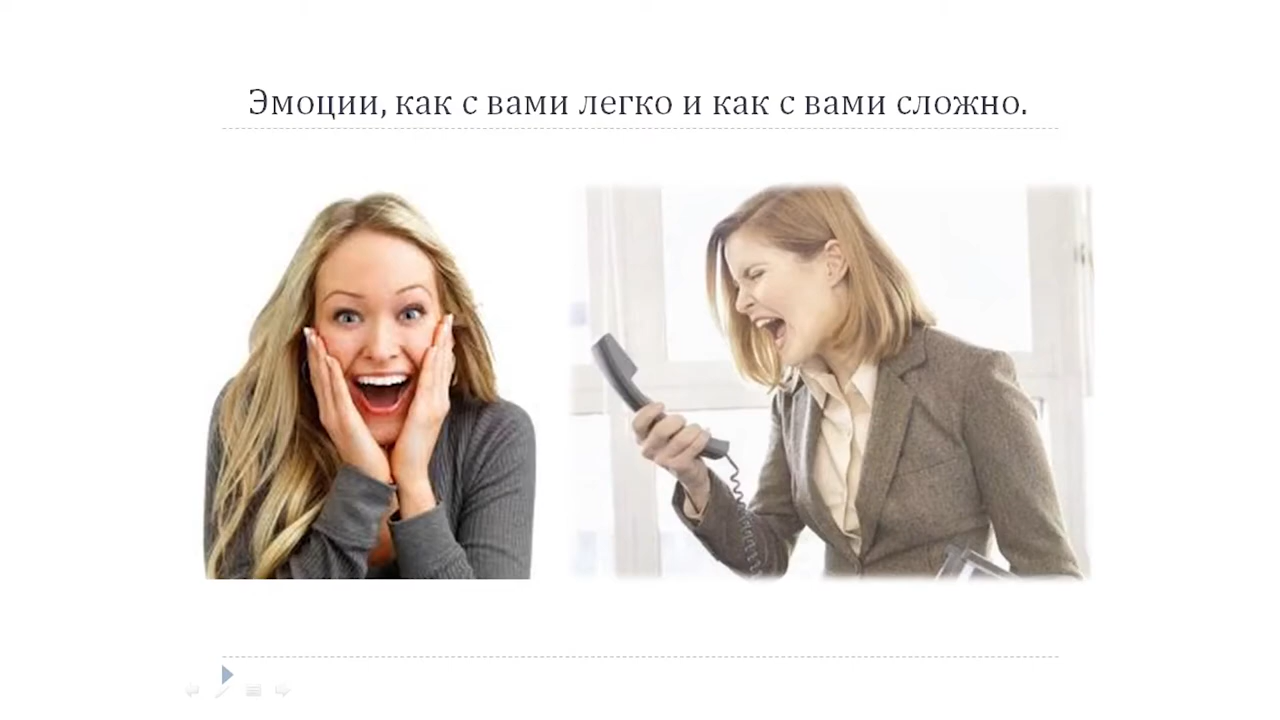 Эмоции, как с вами легко и как с вами сложно.